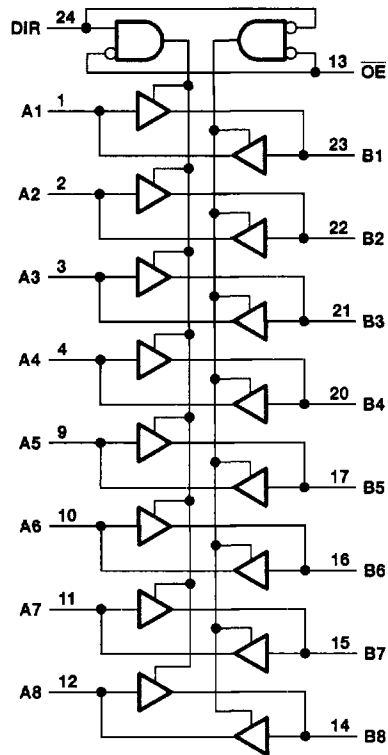 DIR 24
13 O̅E̅
A1 1
23 B1
A2 2
22 B2
A3 3
21 B3
A4 4
20 B4
A5 9
17 B5
A6 10
16 B6
A7 11
15 B7
A8 12
14 B8